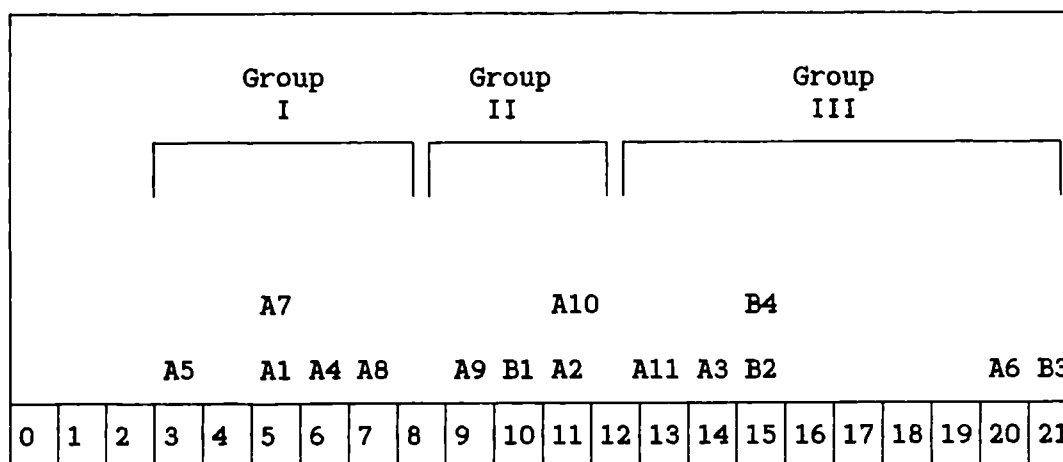 Group Group Group
I II III
A7 A10 B4
A5 A1 A4 A8 A9 B1 A2 A11 A3 B2 A6 B3
0 1 2 3 4 5 6 7 8 9 10 11 12 13 14 15 16 17 18 19 20 21